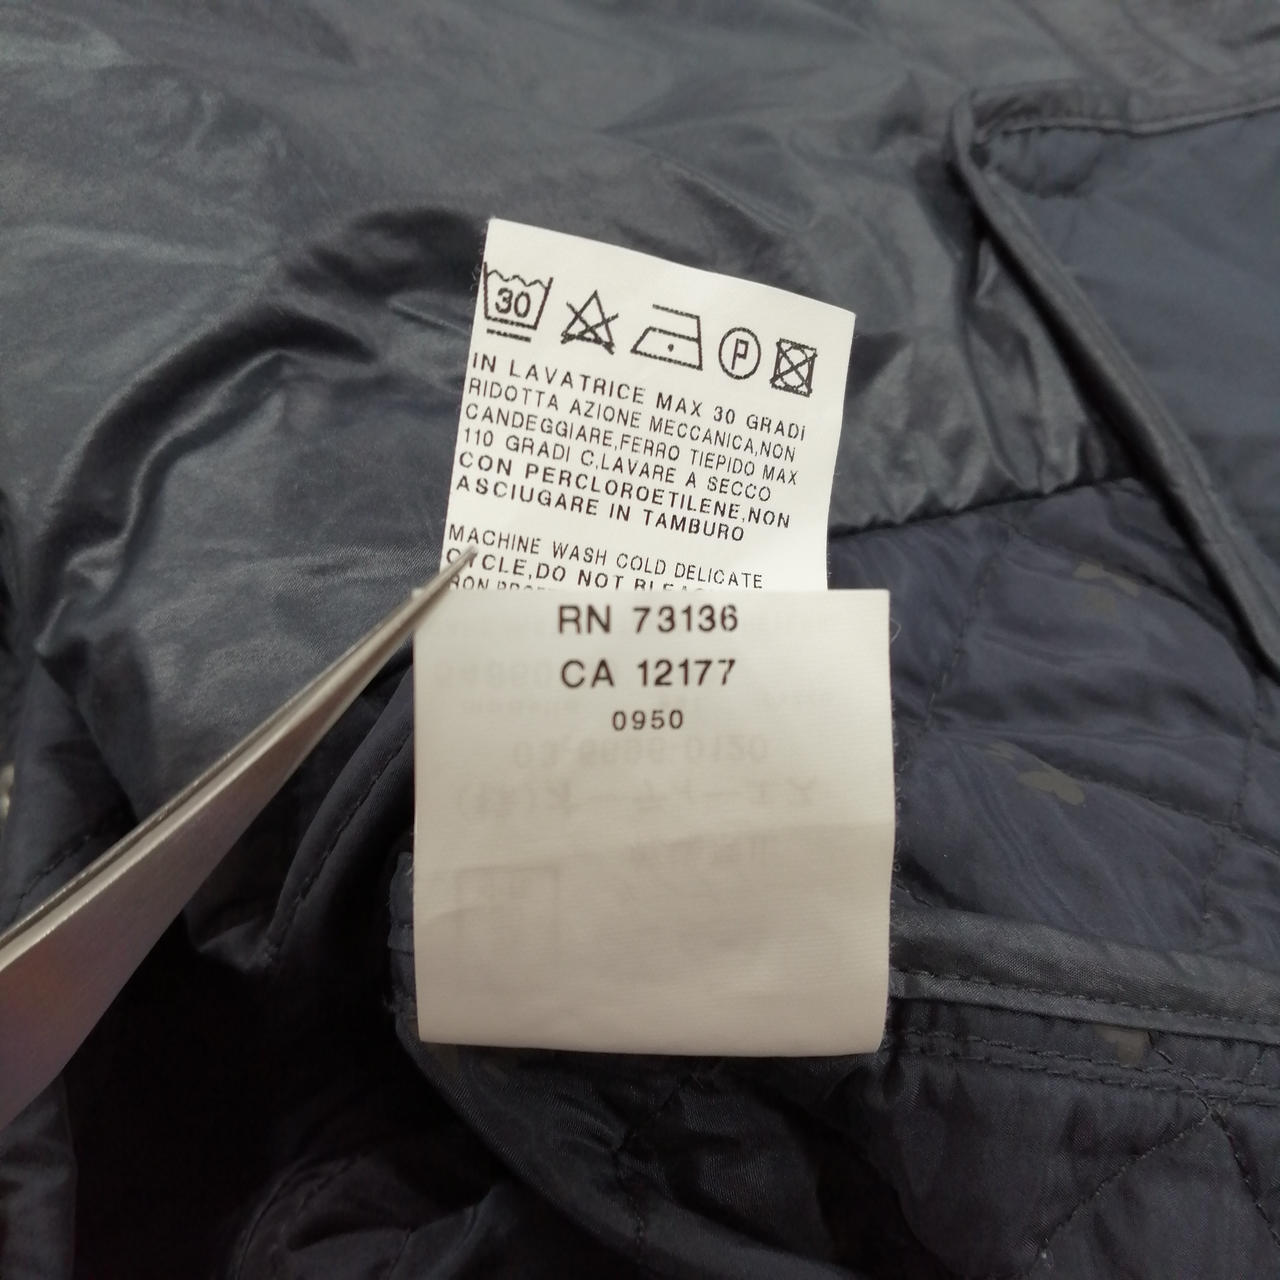 30
P
IN LAVATRICE MAX 30 GRADI
RIDOTTA AZIONE MECCANICA,NON
CANDEGGIARE,FERRO TIEPIDO MAX
110 GRADI C,LAVARE A SECCO
CON PERCLOROETILENE,NON
ASCIUGARE IN TAMBURO
MACHINE WASH COLD DELICATE
CYCLE,DO NOT
RN 73136
CA 12177
0950